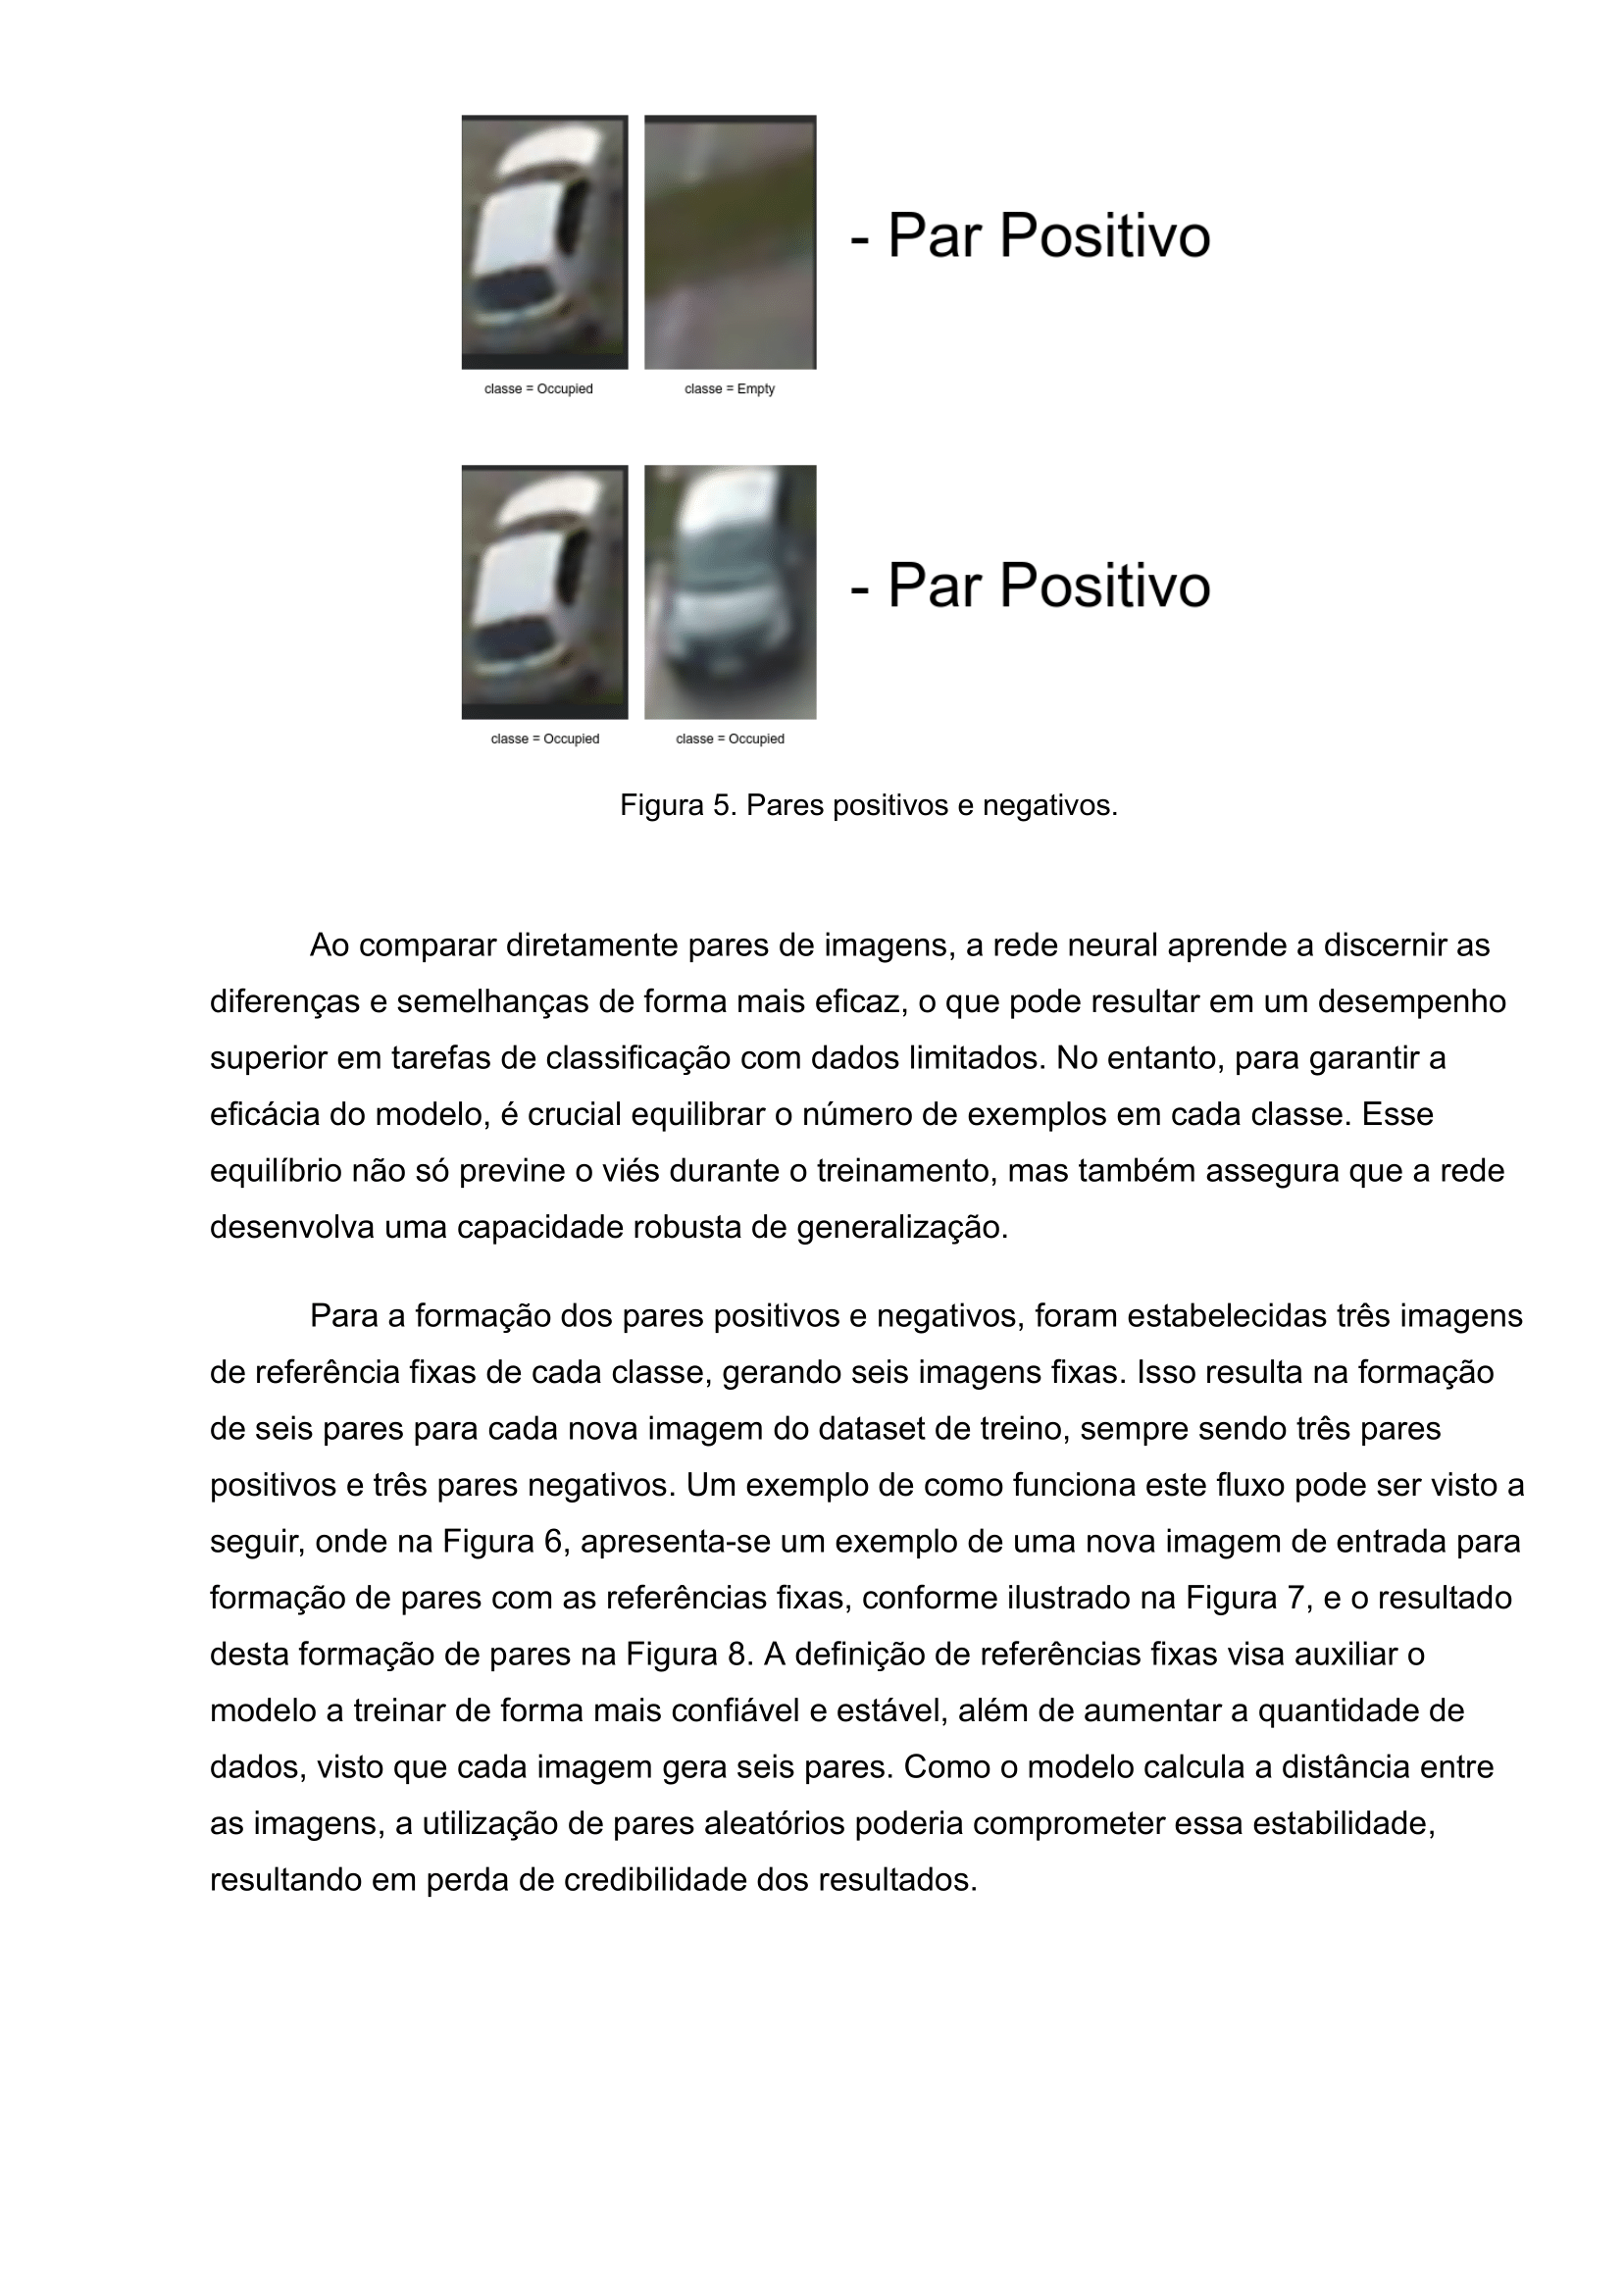 - Par Positivo
classe = Occupied classe = Empty
- Par Positivo
classe = Occupied classe = Occupied
Figura 5. Pares positivos e negativos.
Ao comparar diretamente pares de imagens, a rede neural aprende a discernir as
diferenças e semelhanças de forma mais eficaz, o que pode resultar em um desempenho
superior em tarefas de classificação com dados limitados. No entanto, para garantir a
eficácia do modelo, é crucial equilibrar o número de exemplos em cada classe. Esse
equilíbrio não só previne o viés durante o treinamento, mas também assegura que a rede
desenvolva uma capacidade robusta de generalização.
Para a formação dos pares positivos e negativos, foram estabelecidas três imagens
de referência fixas de cada classe, gerando seis imagens fixas. Isso resulta na formação
de seis pares para cada nova imagem do dataset de treino, sempre sendo três pares
positivos e três pares negativos. Um exemplo de como funciona este fluxo pode ser visto a
seguir, onde na Figura 6, apresenta-se um exemplo de uma nova imagem de entrada para
formação de pares com as referências fixas, conforme ilustrado na Figura 7, e o resultado
desta formação de pares na Figura 8. A definição de referências fixas visa auxiliar o
modelo a treinar de forma mais confiável e estável, além de aumentar a quantidade de
dados, visto que cada imagem gera seis pares. Como o modelo calcula a distância entre
as imagens, a utilização de pares aleatórios poderia comprometer essa estabilidade,
resultando em perda de credibilidade dos resultados.